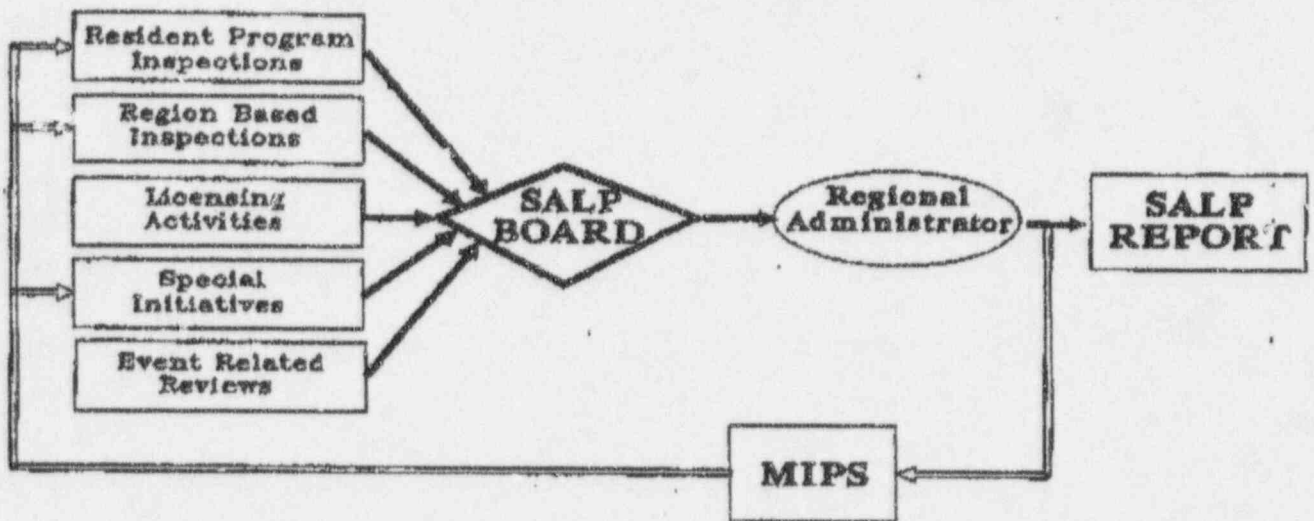 Resident Program
Inspections
Region Based
Inspections
Licensing
Activities
Special
Initiatives
Event Related
Reviews
SALP
BOARD
Regional
Administrator
SALP
REPORT
MIPS